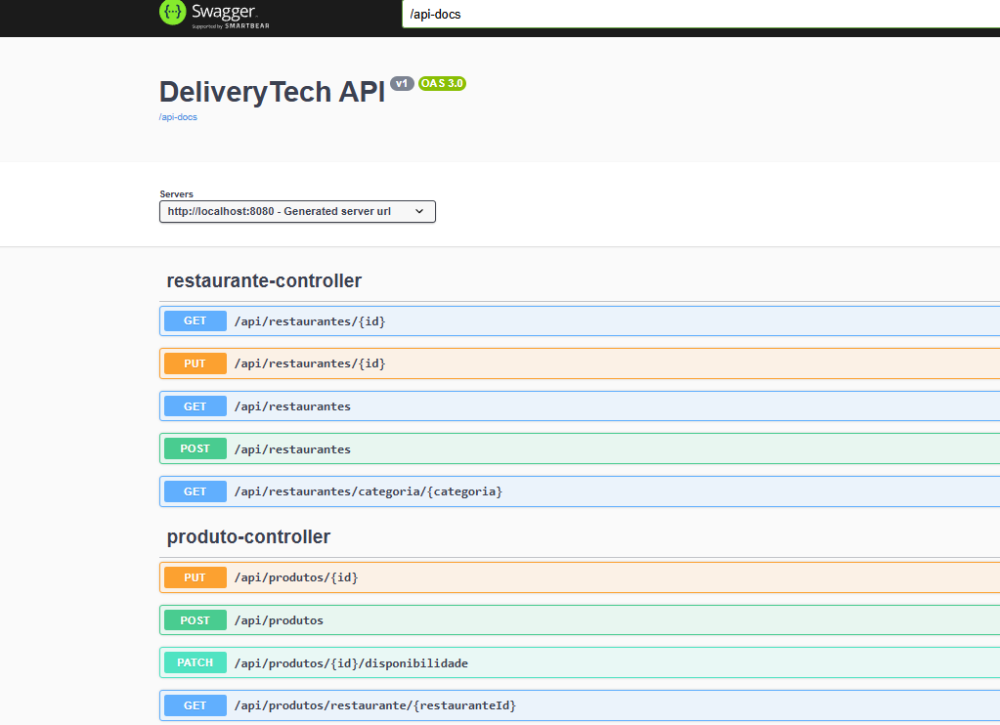 Swagger
Supported by SMARTBEAR
/api-docs
DeliveryTech API v1 OAS 3.0
/api-docs
Servers
http://localhost:8080 - Generated server url
restaurante-controller
GET /api/restaurantes/{id}
PUT /api/restaurantes/{id}
GET /api/restaurantes
POST /api/restaurantes
GET /api/restaurantes/categoria/{categoria}
produto-controller
PUT /api/produtos/{id}
POST /api/produtos
PATCH /api/produtos/{id}/disponibilidade
GET /api/produtos/restaurante/{restauranteId}